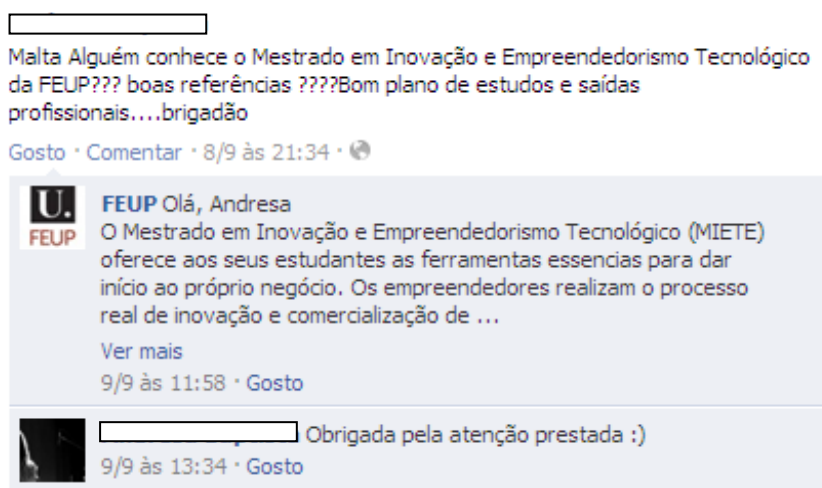 Malta Alguém conhece o Mestrado em Inovação e Empreendedorismo Tecnológico
da FEUP??? boas referências ????Bom plano de estudos e saídas
profissionais....brigadão
Gosto · Comentar · 8/9 às 21:34 ·
U.
FEUP
FEUP Olá, Andresa
O Mestrado em Inovação e Empreendedorismo Tecnológico (MIETE)
oferece aos seus estudantes as ferramentas essencias para dar
início ao próprio negócio. Os empreendedores realizam o processo
real de inovação e comercialização de ...
Ver mais
9/9 às 11:58 · Gosto
Obrigada pela atenção prestada :)
9/9 às 13:34 · Gosto